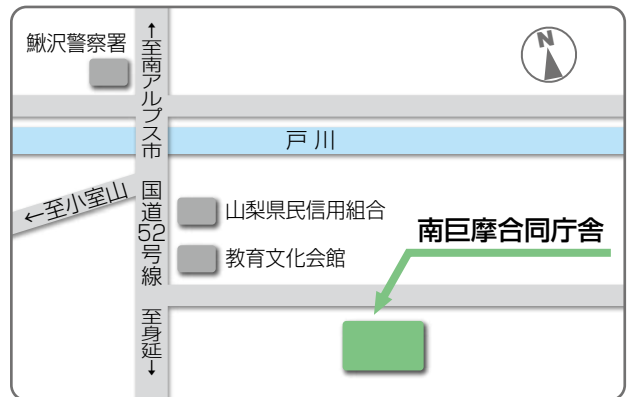 鰍沢警察署
↑至南アルプス市
N
戸川
←至小室山
国道52号線
山梨県民信用組合
南巨摩合同庁舎
教育文化会館
至身延↓